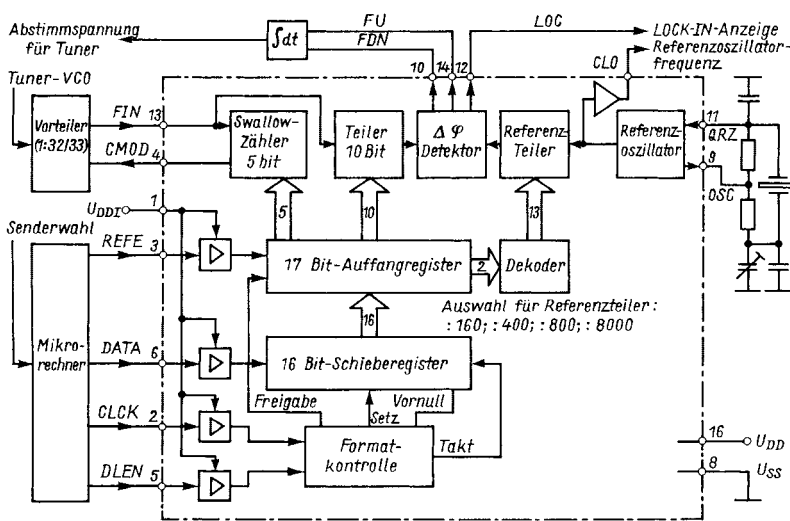 Abstimmspannung
für Tuner
∫dt
FU
FDN
LOC
LOCK-IN-Anzeige
Referenzoszillator-
frequenz
CLO
10
14
12
Tuner-VCO
Vorteiler
(1:32/33)
FIN
13
CMOD
4
Swallow-
Zähler
5 bit
Teiler
10 Bit
Δφ
Detektor
Referenz-
Teiler
Referenz-
oszillator
11
QRZ
9
OSC
5
10
13
UDDI
1
Senderwahl
REFE
3
17 Bit-Auffangregister
2
Dekoder
16
Auswahl für Referenzteiler:
:160; :400; :800; :8000
Mikro-
rechner
DATA
6
16 Bit-Schieberegister
Freigabe
Setz
Vornull
CLCK
2
Format-
kontrolle
Takt
DLEN
5
16
UDD
8
USS